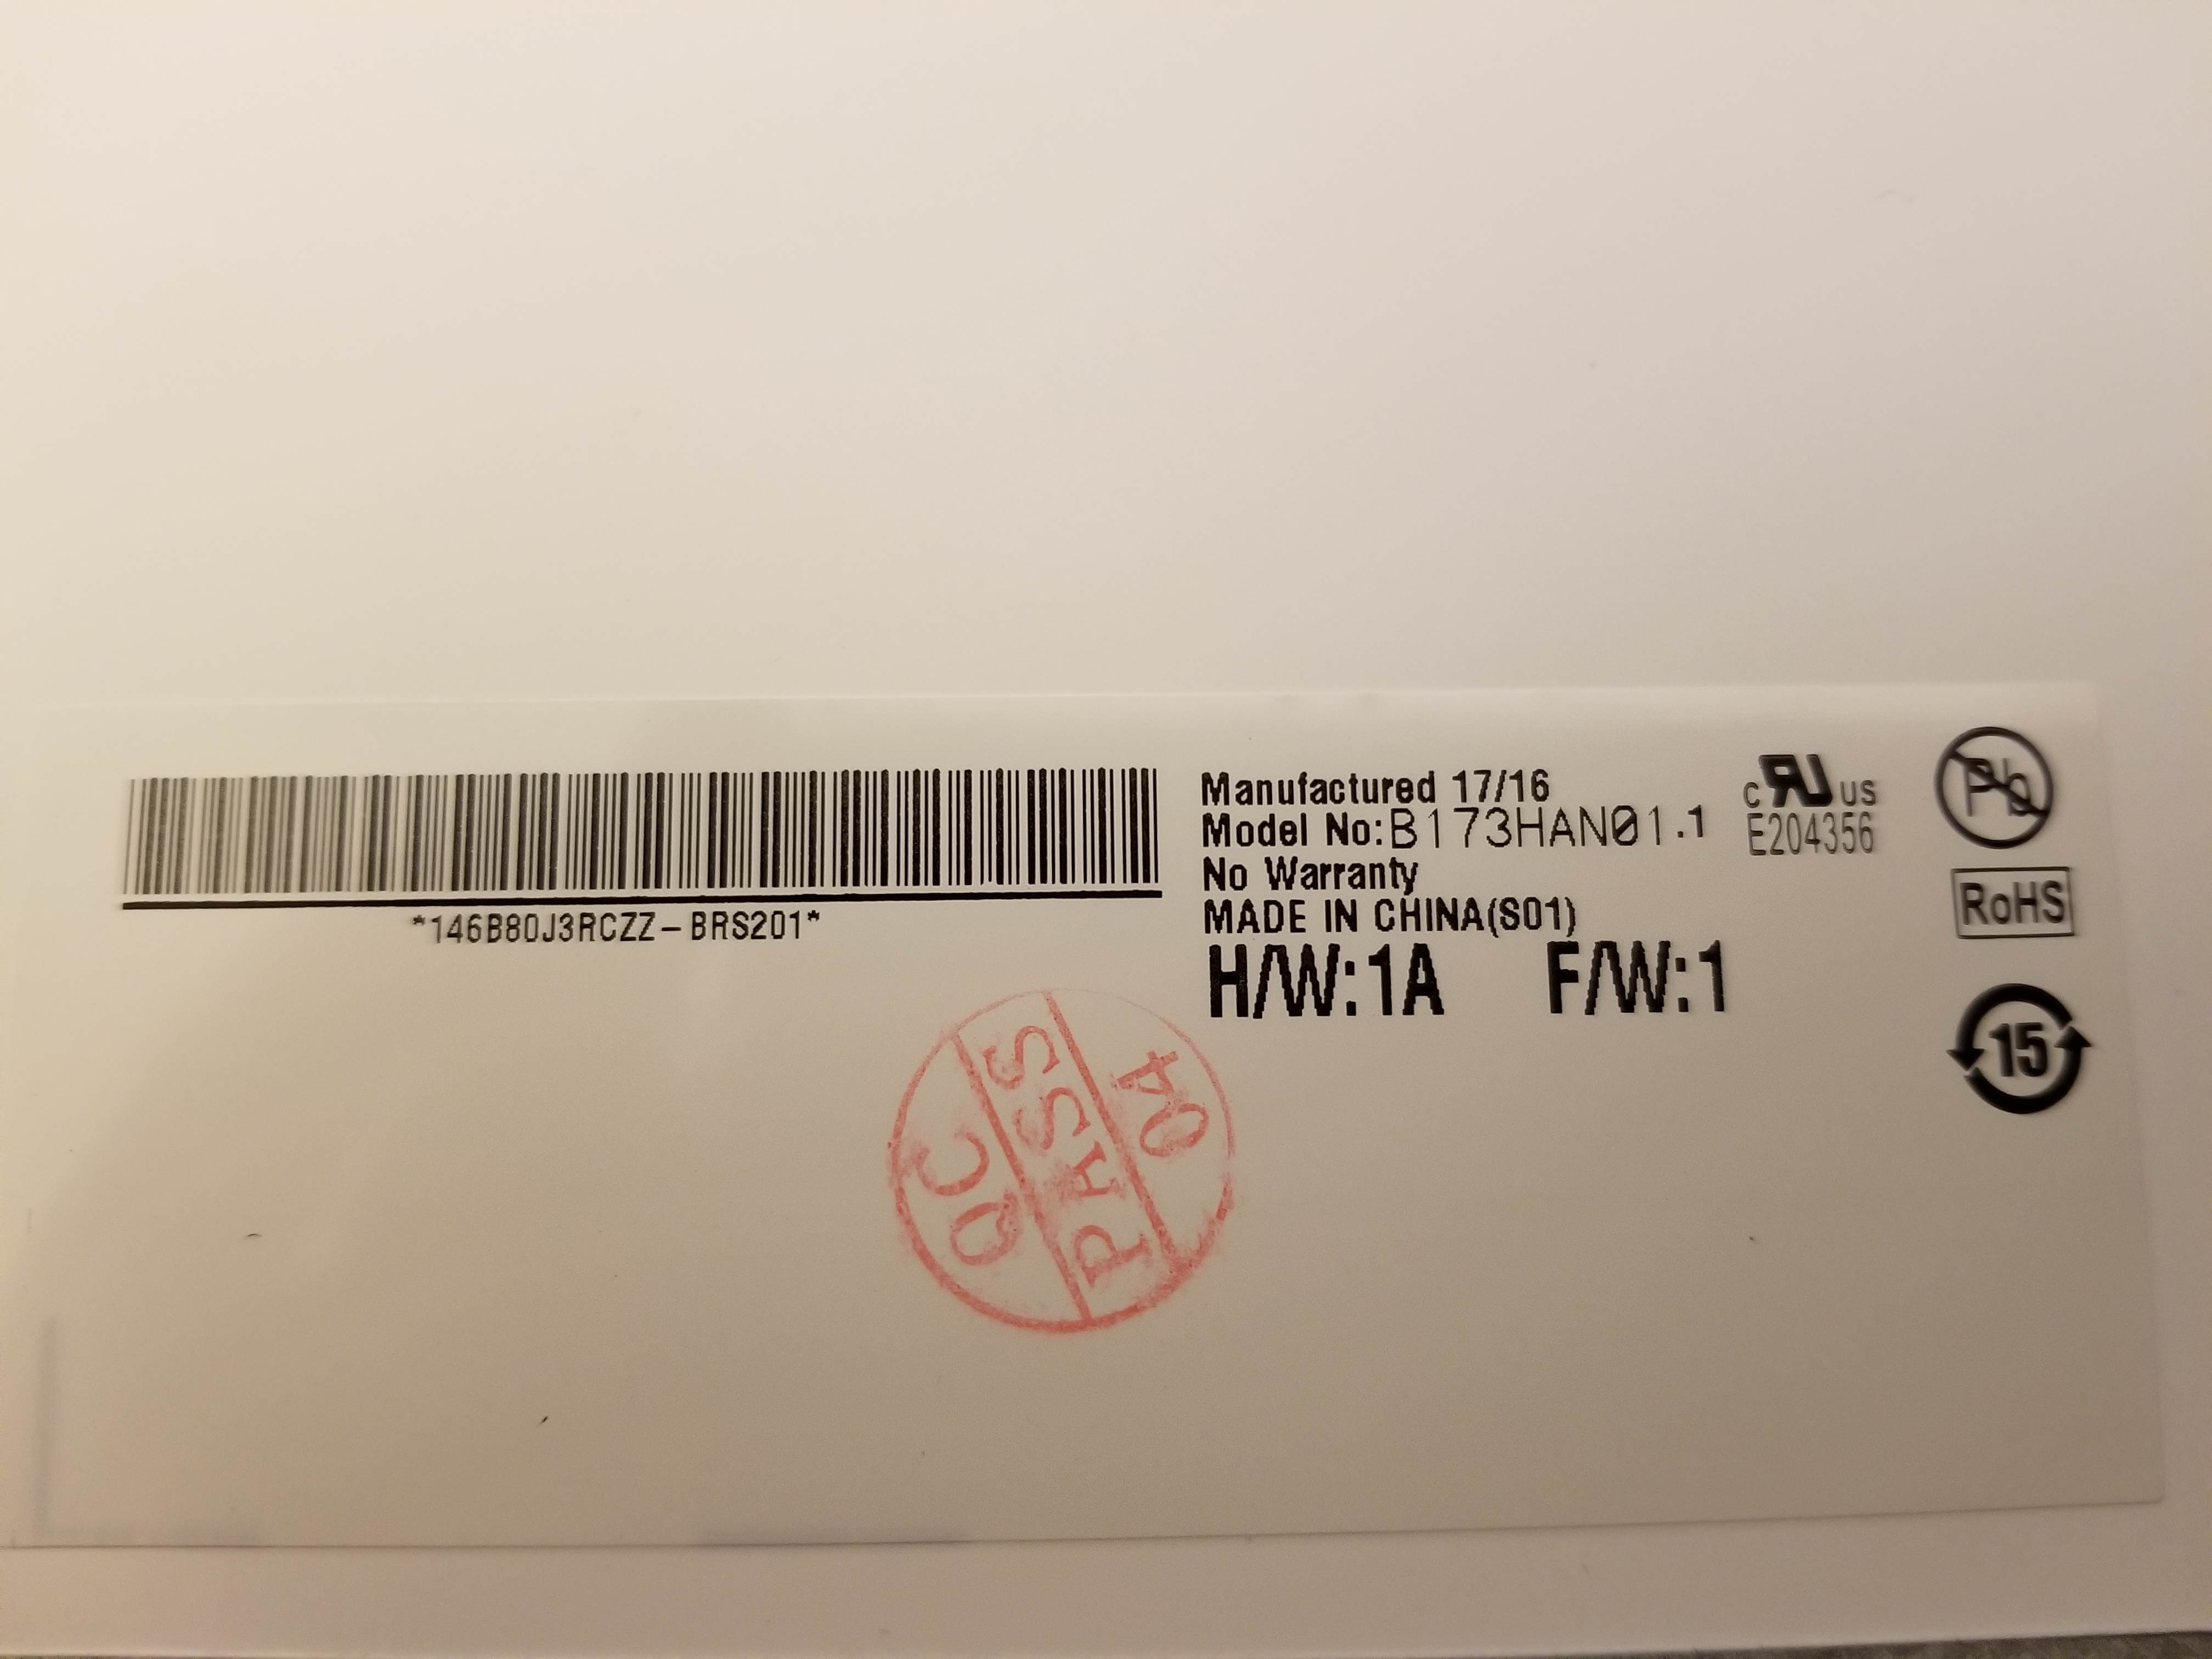 *146B80J3RCZZ-BRS201*
Manufactured 17/16
Model No:B173HAN01.1
No Warranty
MADE IN CHINA(S01)
H/W:1A F/W:1
c RU us
E204356
Pb
RoHS
15
QC
PASS
04